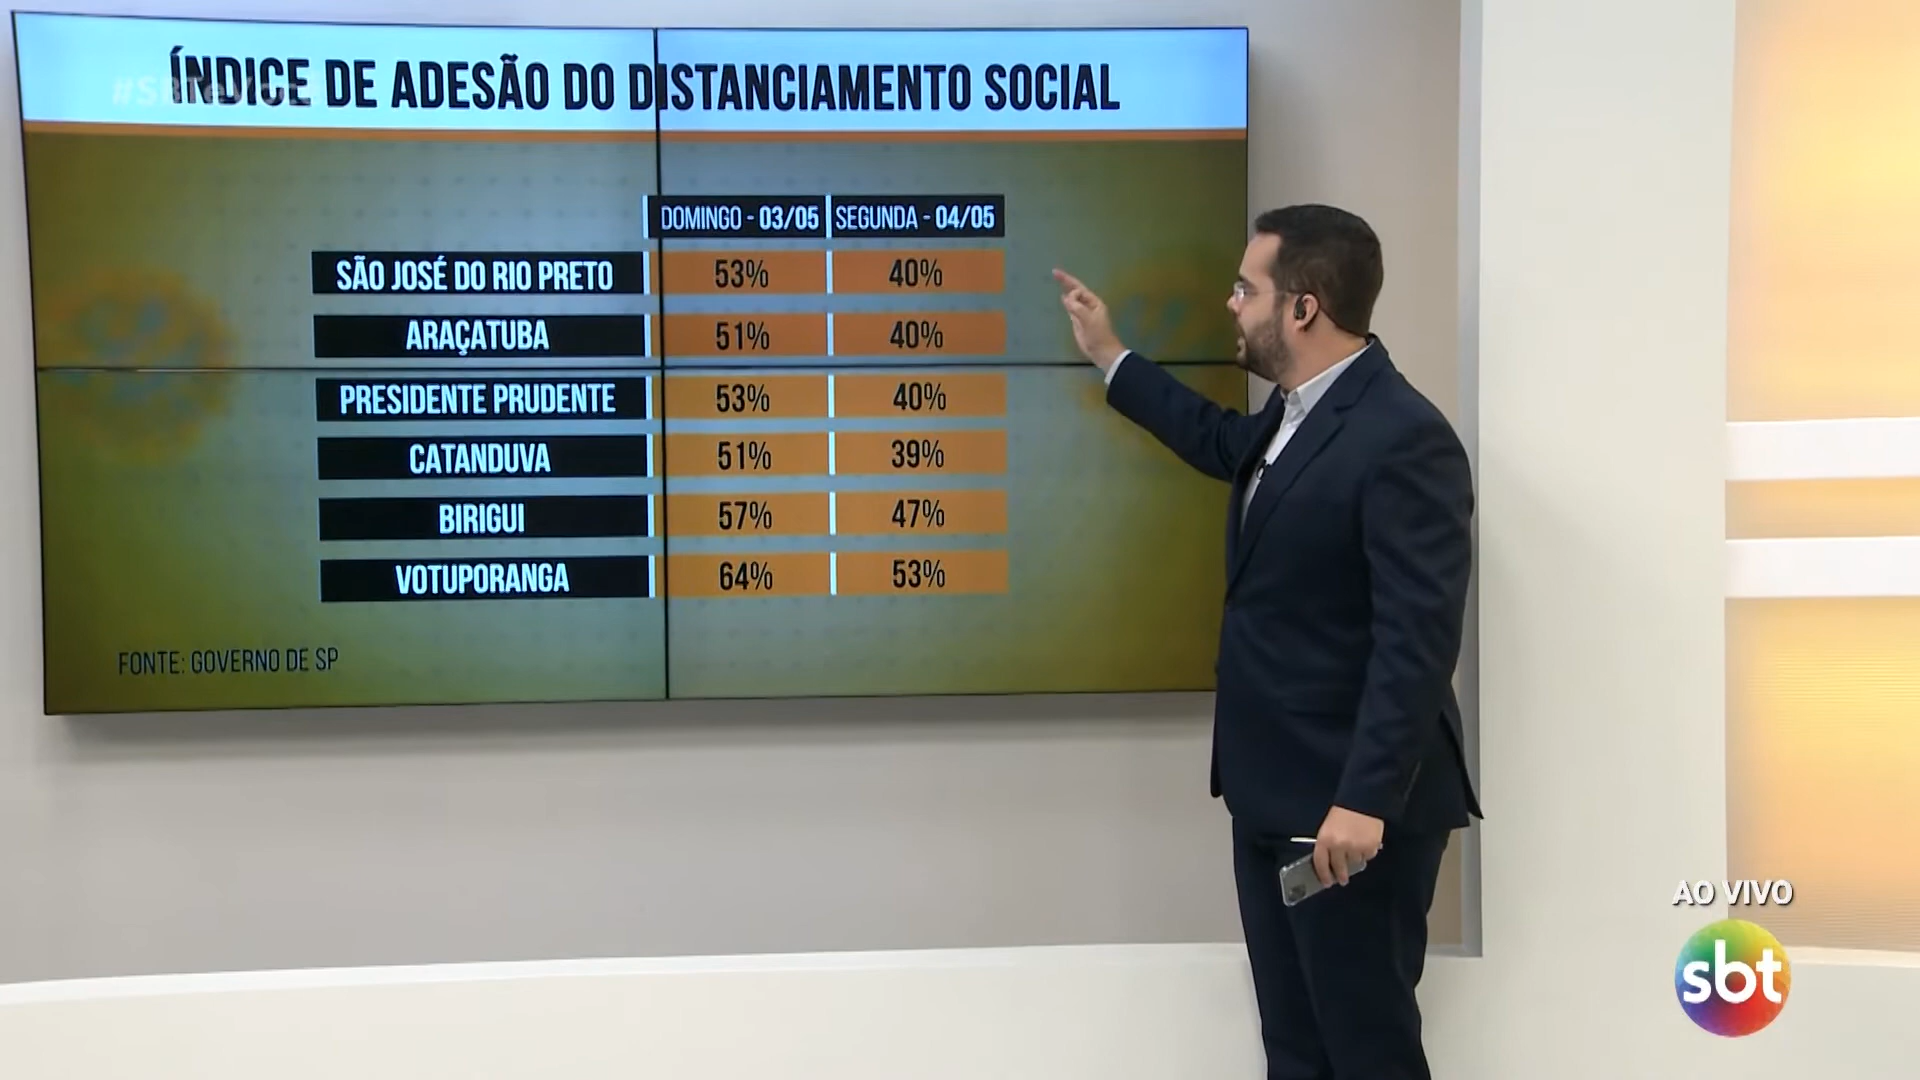 ÍNDICE DE ADESÃO DO DISTANCIAMENTO SOCIAL
#SBTeVocê
DOMINGO - 03/05 SEGUNDA - 04/05
SÃO JOSÉ DO RIO PRETO 53% 40%
ARAÇATUBA 51% 40%
PRESIDENTE PRUDENTE 53% 40%
CATANDUVA 51% 39%
BIRIGUI 57% 47%
VOTUPORANGA 64% 53%
FONTE: GOVERNO DE SP
AO VIVO
sbt